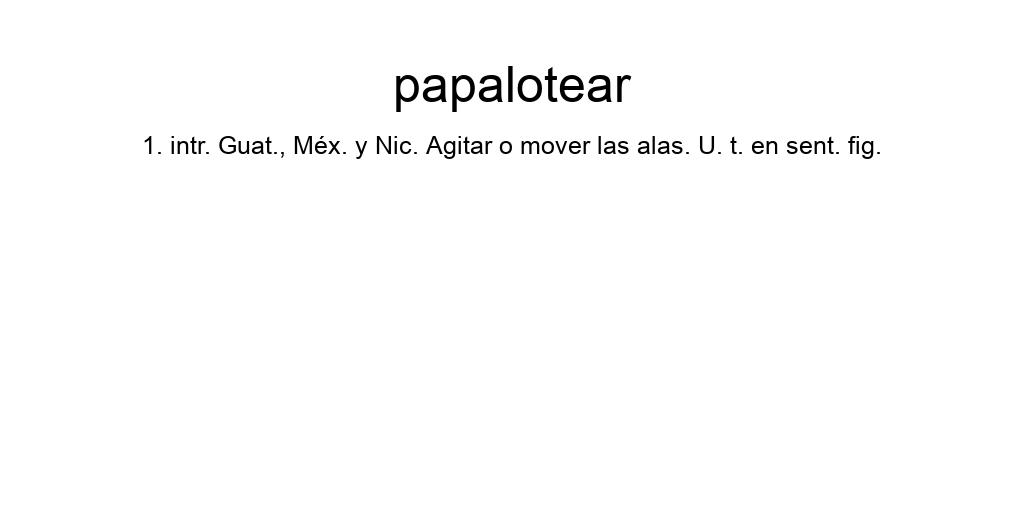 papalotear
1. intr. Guat., Méx. y Nic. Agitar o mover las alas. U. t. en sent. fig.